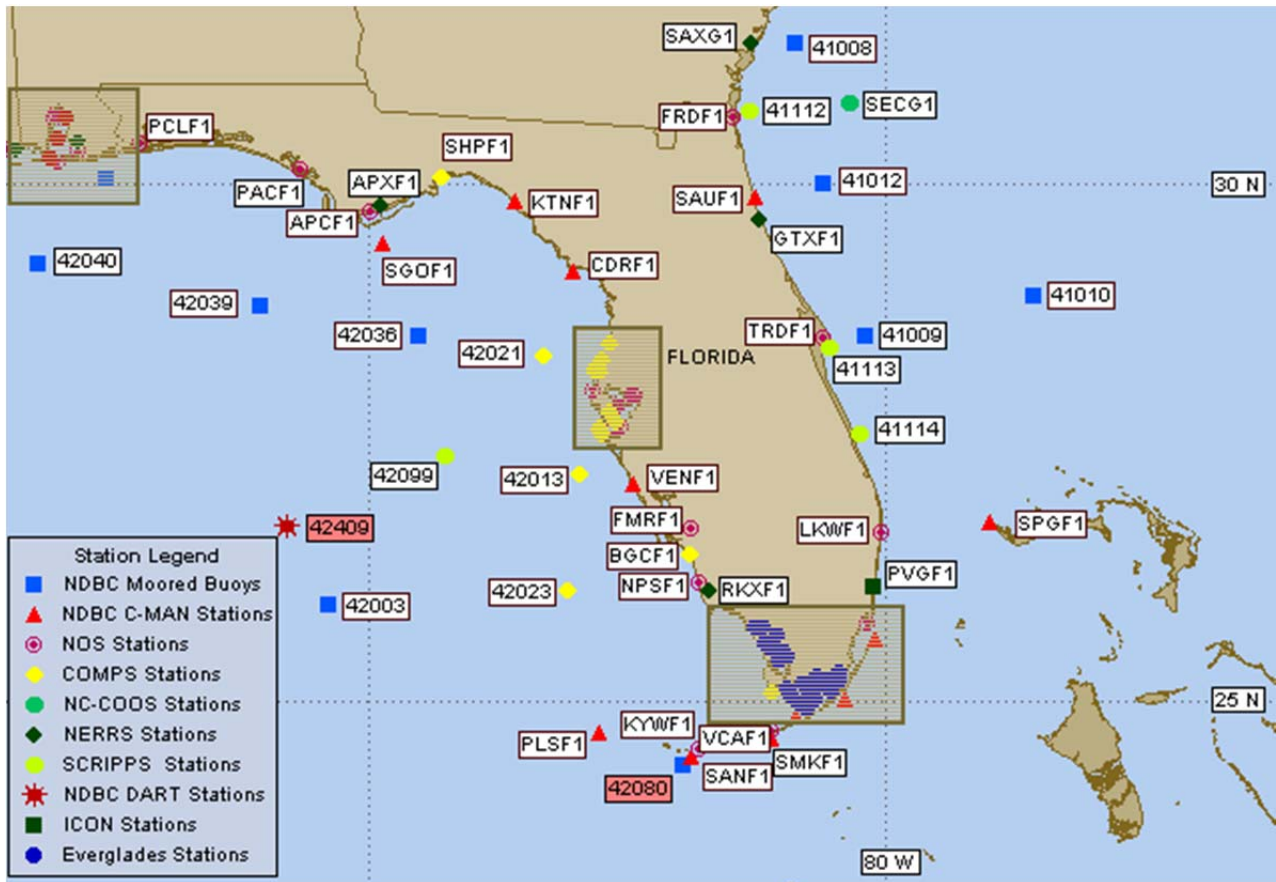 SAXG1
41008
SECG1
FRDF1
41112
PCLF1
SHPF1
PACF1
APXF1
41012
30 N
KTNF1
SAUF1
APCF1
GTXF1
42040
SGOF1
CDRF1
41010
42039
42036
TRDF1
41009
42021
FLORIDA
41113
41114
42099
42013
VENF1
42409
FMRF1
LKWF1
SPGF1
BGCF1
PVGF1
NPSF1
RKXF1
42003
42023
25 N
KYWF1
VCAF1
PLSF1
SMKF1
SANF1
42080
80 W
Station Legend
NDBC Moored Buoys
NDBC C-MAN Stations
NOS Stations
COMPS Stations
NC-COOS Stations
NERRS Stations
SCRIPPS Stations
NDBC DART Stations
ICON Stations
Everglades Stations